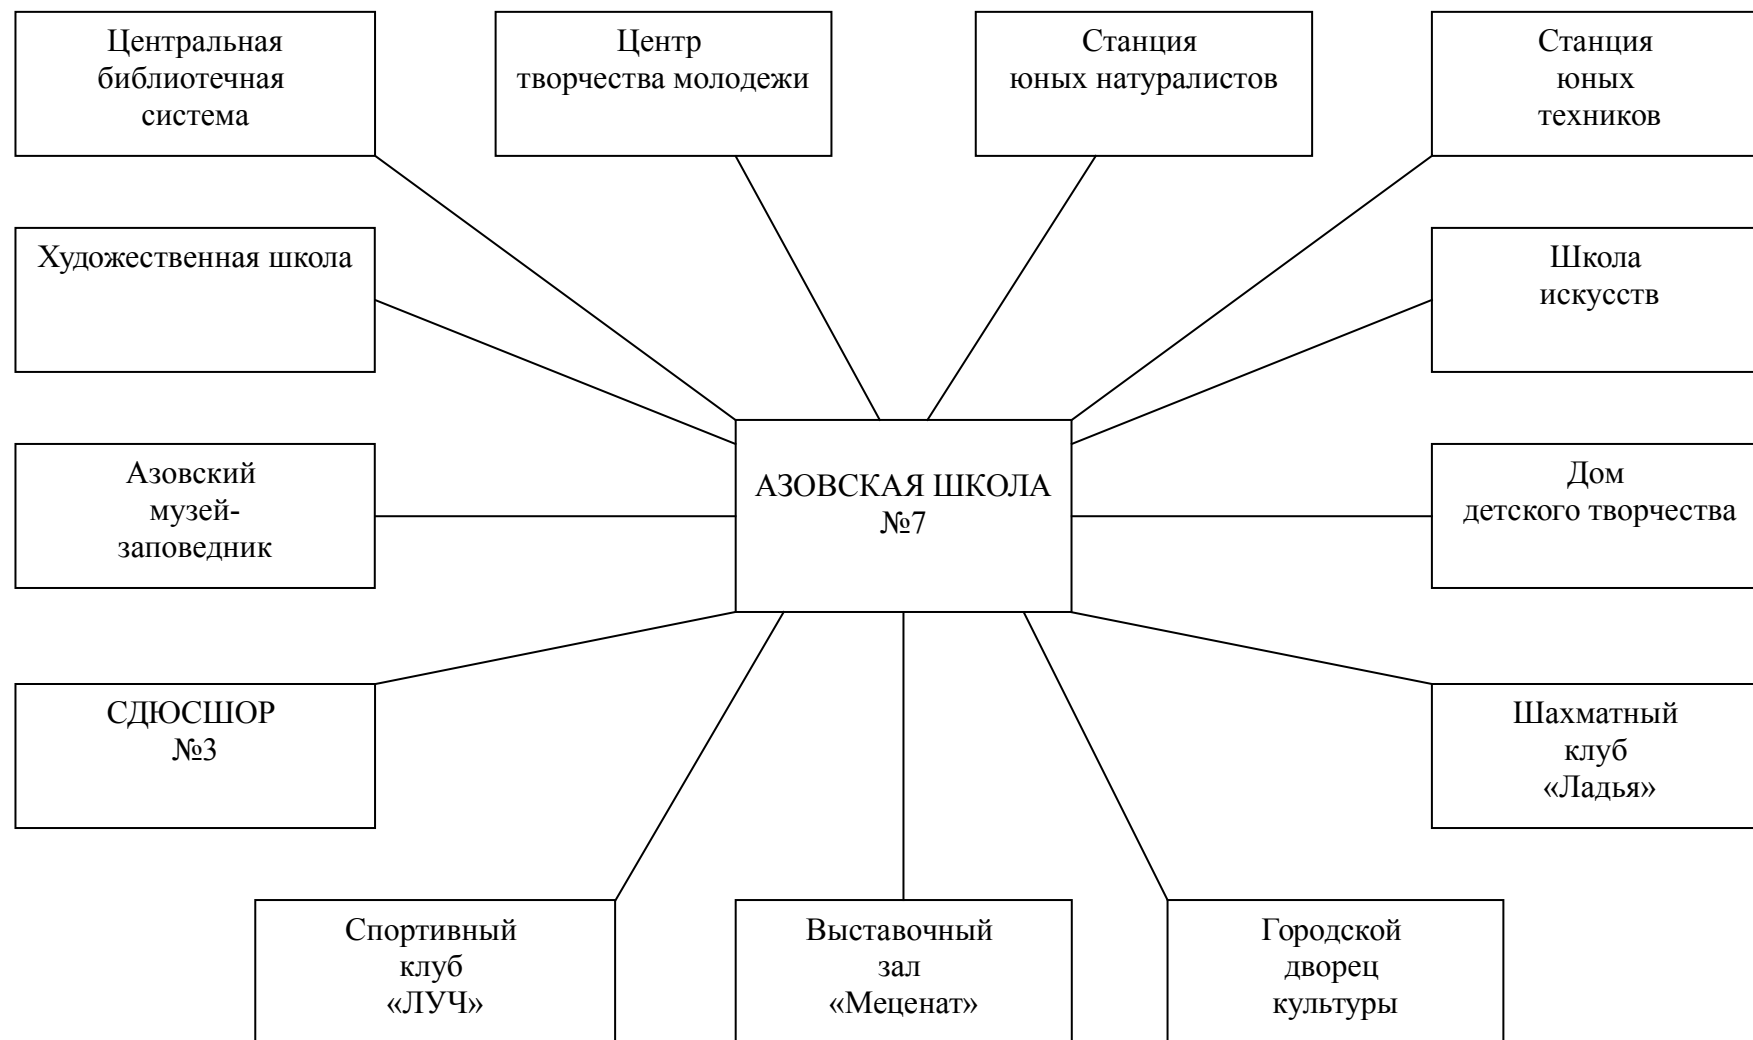 Центральная
библиотечная
система
Центр
творчества молодежи
Станция
юных натуралистов
Станция
юных
техников
Художественная школа
Школа
искусств
Азовский
музей-
заповедник
АЗОВСКАЯ ШКОЛА
№7
Дом
детского творчества
СДЮСШОР
№3
Шахматный
клуб
«Ладья»
Спортивный
клуб
«ЛУЧ»
Выставочный
зал
«Меценат»
Городской
дворец
культуры